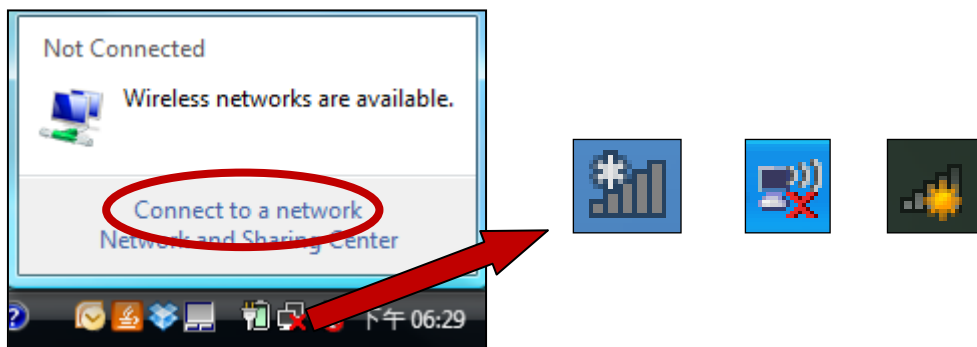 Not Connected
Wireless networks are available.
Connect to a network
Network and Sharing Center
?
下午 06:29